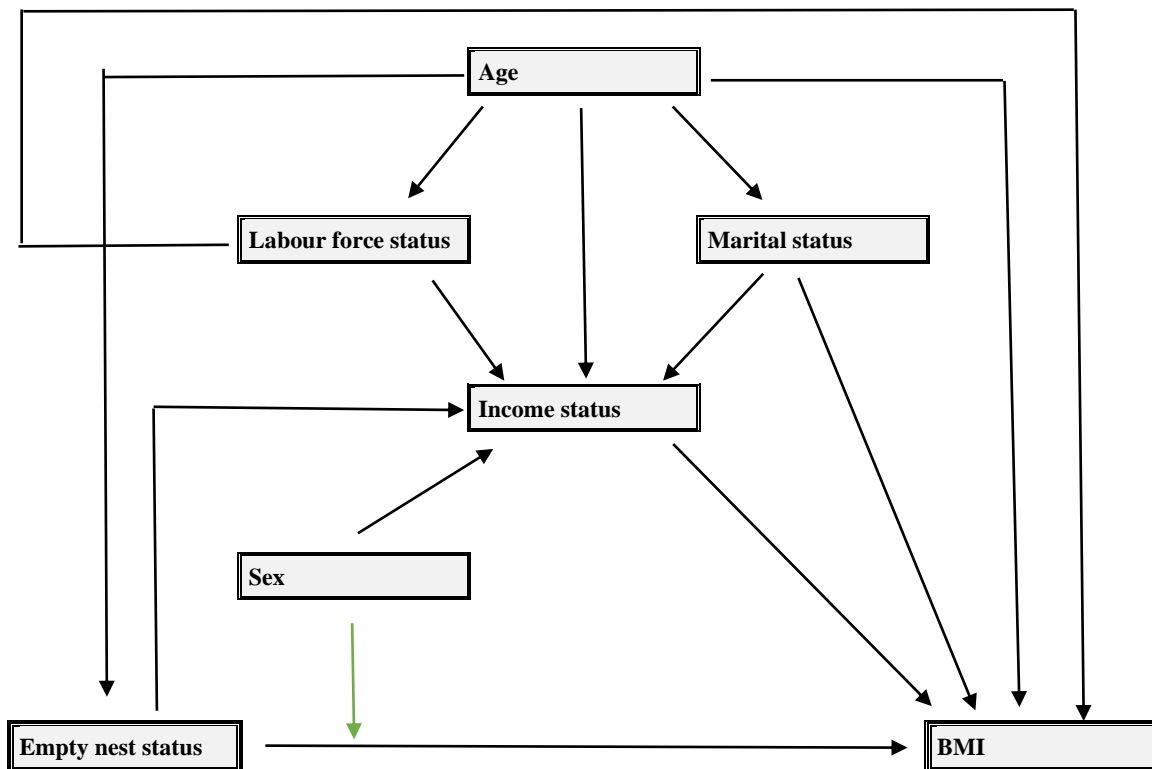 Age
Labour force status
Marital status
Income status
Sex
Empty nest status
BMI